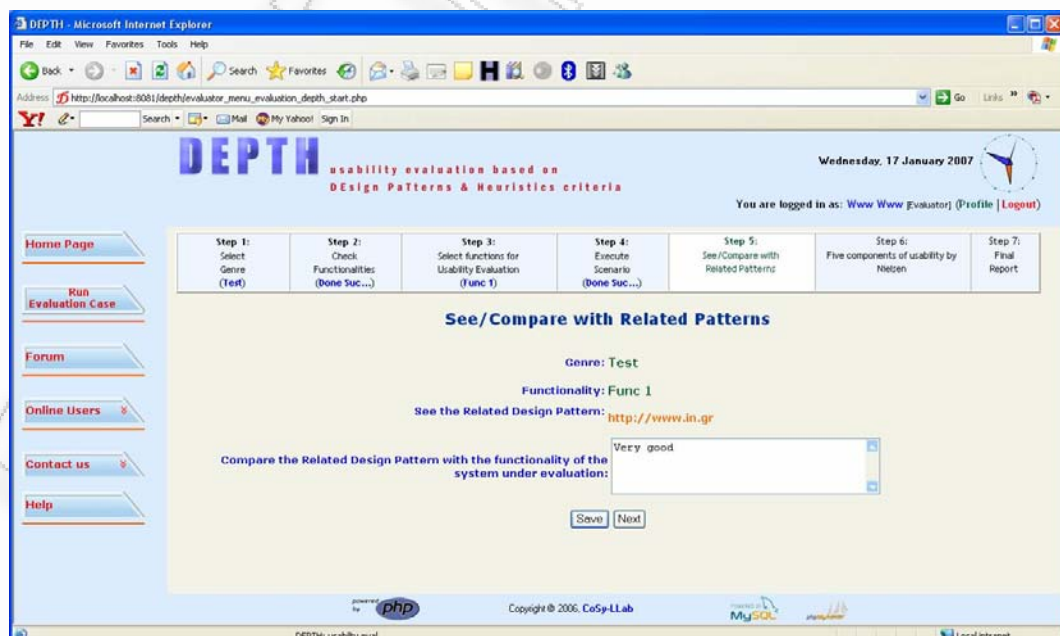 DEPTH - Microsoft Internet Explorer
File Edit View Favorites Tools Help
Back Search Favorites
Address http://localhost:8081/depth/evaluator_menu_evaluation_depth_start.php Go Links »
Y! Search Mail My Yahoo! Sign In
DEPTH usability evaluation based on
DEsign PaTterns & Heuristics criteria
Wednesday, 17 January 2007
You are logged in as: Www Www [Evaluator] (Profile | Logout)
Home Page
Run
Evaluation Case
Forum
Online Users
Contact us
Help
Step 1:
Select
Genre
(Test)
Step 2:
Check
Functionalities
(Done Suc...)
Step 3:
Select functions for
Usability Evaluation
(Func 1)
Step 4:
Execute
Scenario
(Done Suc...)
Step 5:
See/Compare with
Related Patterns
Step 6:
Five components of usability by
Nielsen
Step 7:
Final
Report
See/Compare with Related Patterns
Genre: Test
Functionality: Func 1
See the Related Design Pattern: http://www.in.gr
Compare the Related Design Pattern with the functionality of the
system under evaluation:
Very good
Save Next
powered
by php
Copyright © 2006, CoSy-LLab
POWERED BY
MySQL
DEPTH: usabilty eval
Local intranet